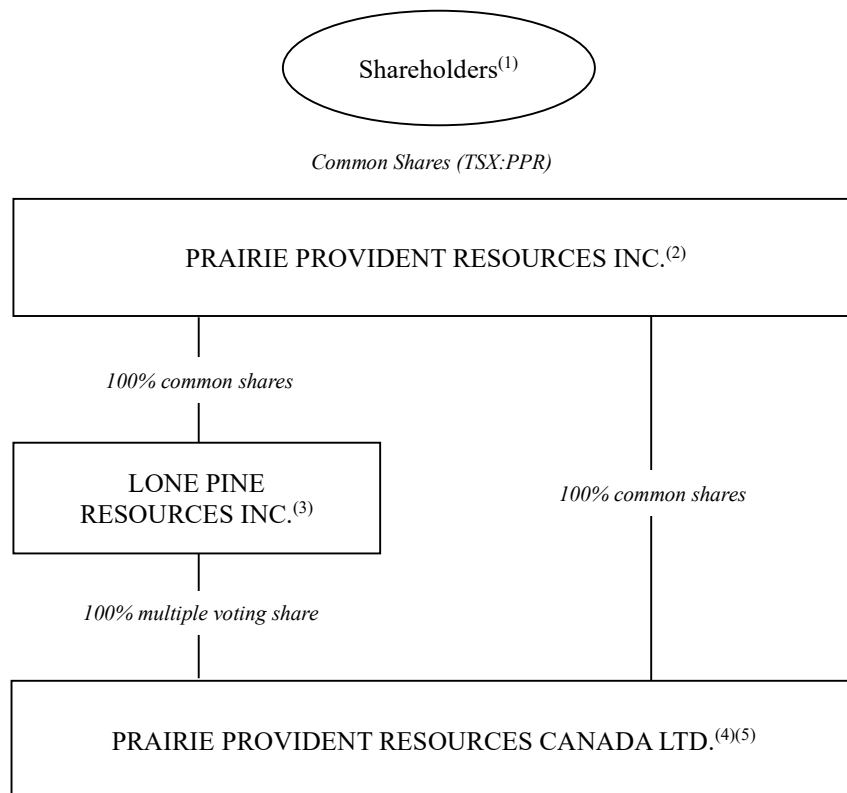 Shareholders(1)
Common Shares (TSX:PPR)
PRAIRIE PROVIDENT RESOURCES INC.(2)
100% common shares
LONE PINE
RESOURCES INC.(3)
100% common shares
100% multiple voting share
PRAIRIE PROVIDENT RESOURCES CANADA LTD.(4)(5)